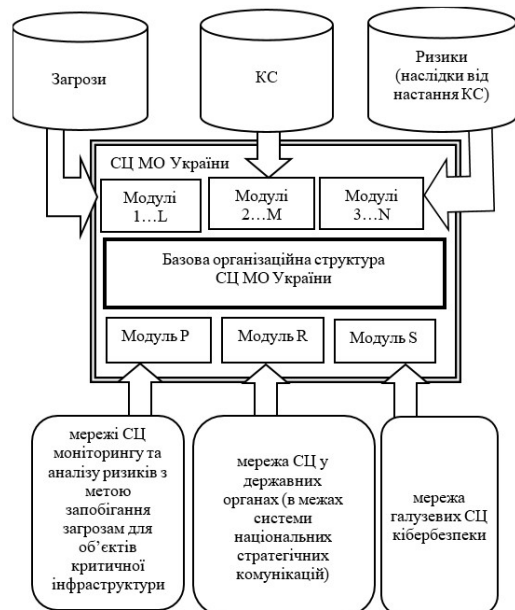 Загрози
КС
Ризики
(наслідки від
настання КС)
СЦ МО України
Модулі
1…L
Модулі
2…M
Модулі
3…N
Базова організаційна структура
СЦ МО України
Модуль P
Модуль R
Модуль S
мережі СЦ
моніторингу та
аналізу ризиків з
метою
запобігання
загрозам для
об’єктів
критичної
інфраструктури
мережа СЦ у
державних
органах (в межах
системи
національних
стратегічних
комунікацій)
мережа
галузевих СЦ
кібербезпеки